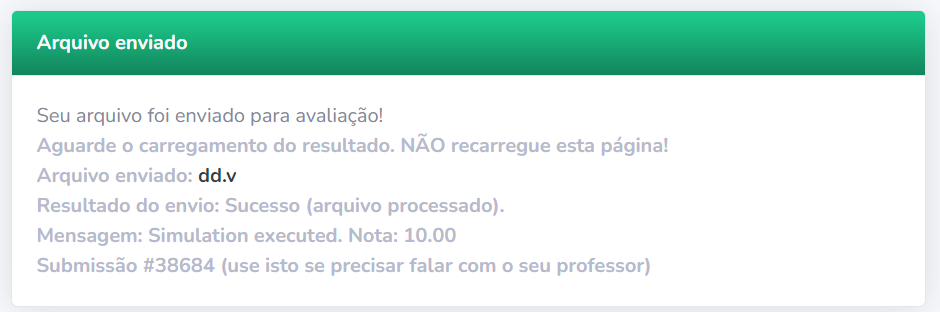 Arquivo enviado
Seu arquivo foi enviado para avaliação!
Aguarde o carregamento do resultado. NÃO recarregue esta página!
Arquivo enviado: dd.v
Resultado do envio: Sucesso (arquivo processado).
Mensagem: Simulation executed. Nota: 10.00
Submissão #38684 (use isto se precisar falar com o seu professor)